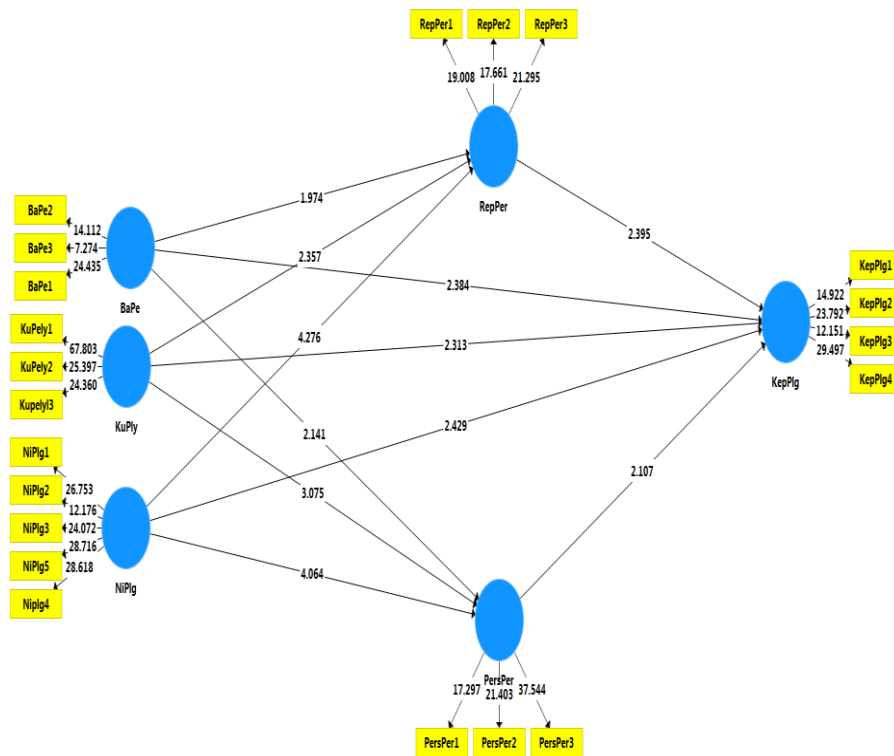 RepPer1 RepPer2 RepPer3
19.008 17.661 21.295
RepPer
1.974
BaPe2
14.112
BaPe3
7.274
BaPe1
24.435
BaPe
2.357
2.395
2.384
KepPlg1
14.922
KepPlg2
23.792
KepPlg3
12.151
KepPlg4
29.497
KepPlg
KuPely1
67.803
KuPely2
25.397
Kupelyl3
24.360
KuPly
4.276
2.313
2.429
2.141
NiPlg1
26.753
NiPlg2
12.176
NiPlg3
24.072
NiPlg5
28.716
Niplg4
28.618
NiPlg
3.075
2.107
4.064
PersPer
17.297 21.403 37.544
PersPer1 PersPer2 PersPer3